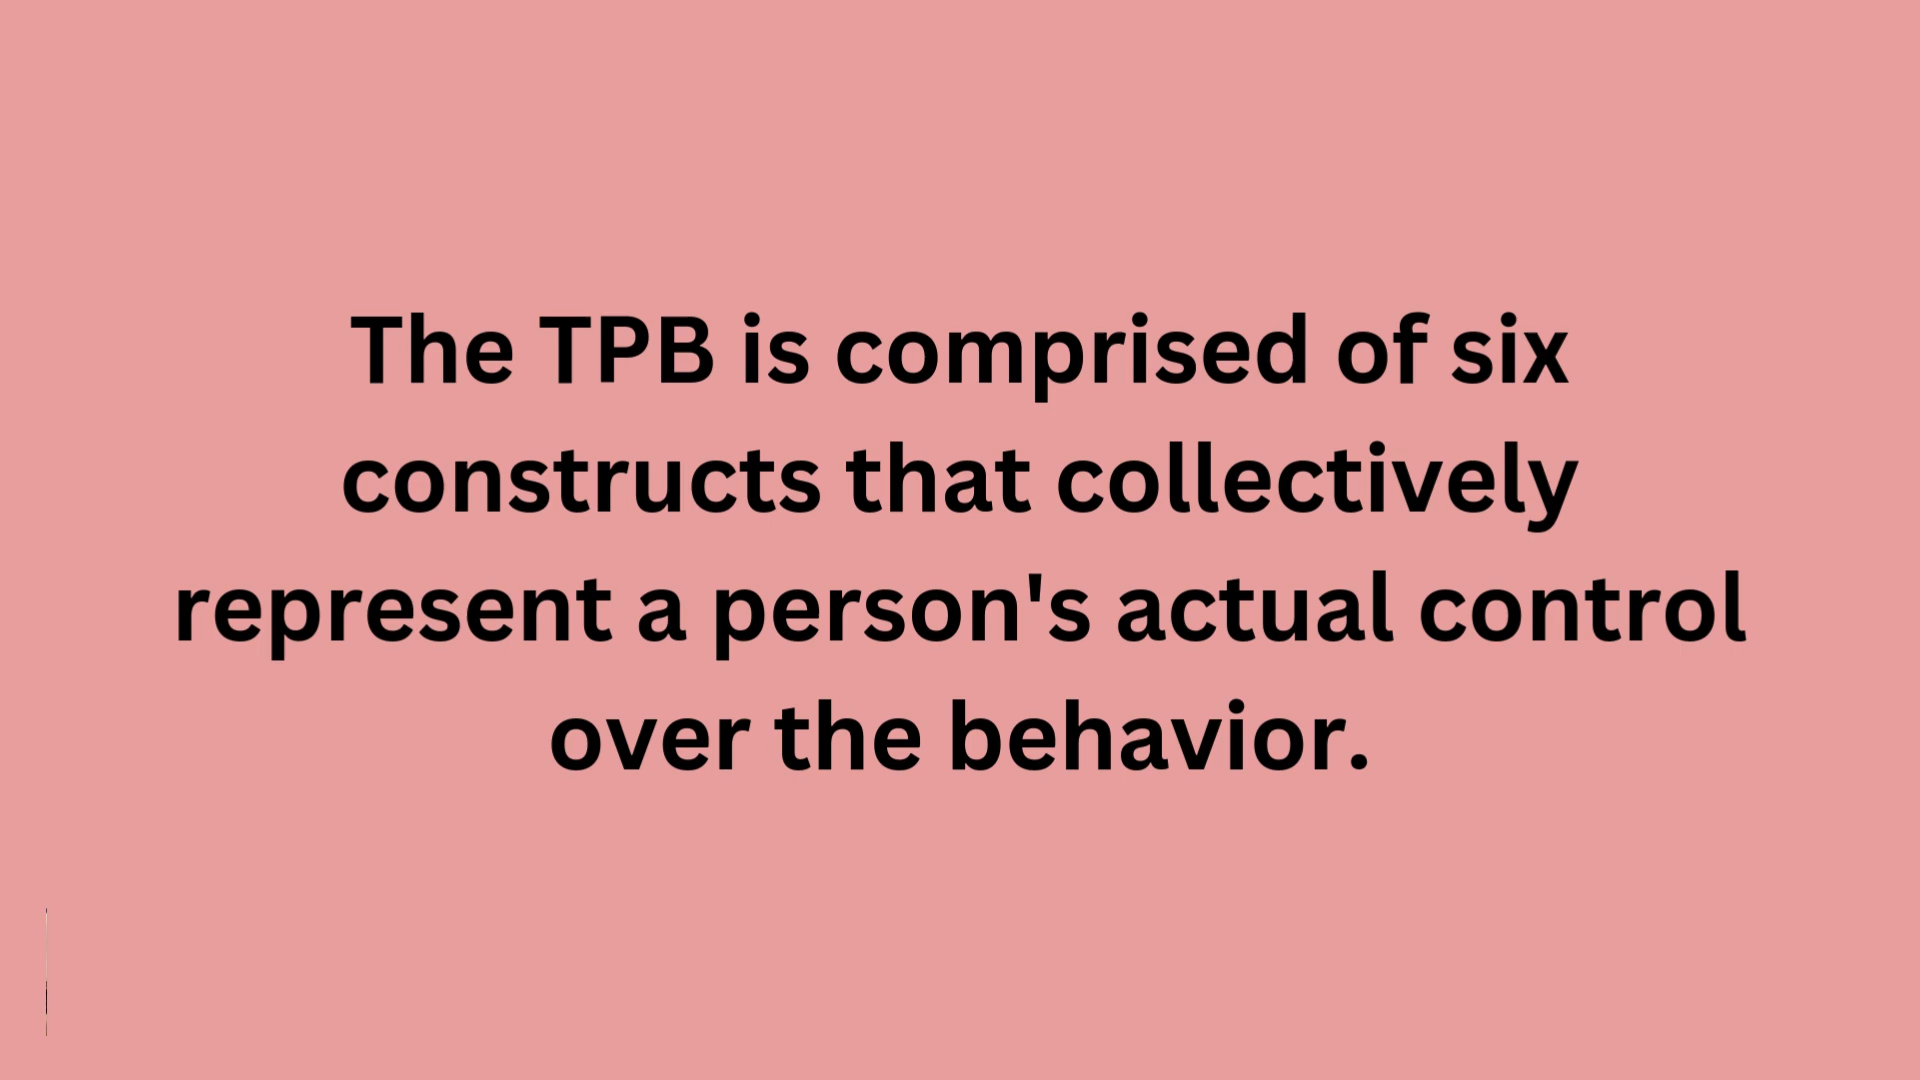 The TPB is comprised of six
constructs that collectively
represent a person's actual control
over the behavior.